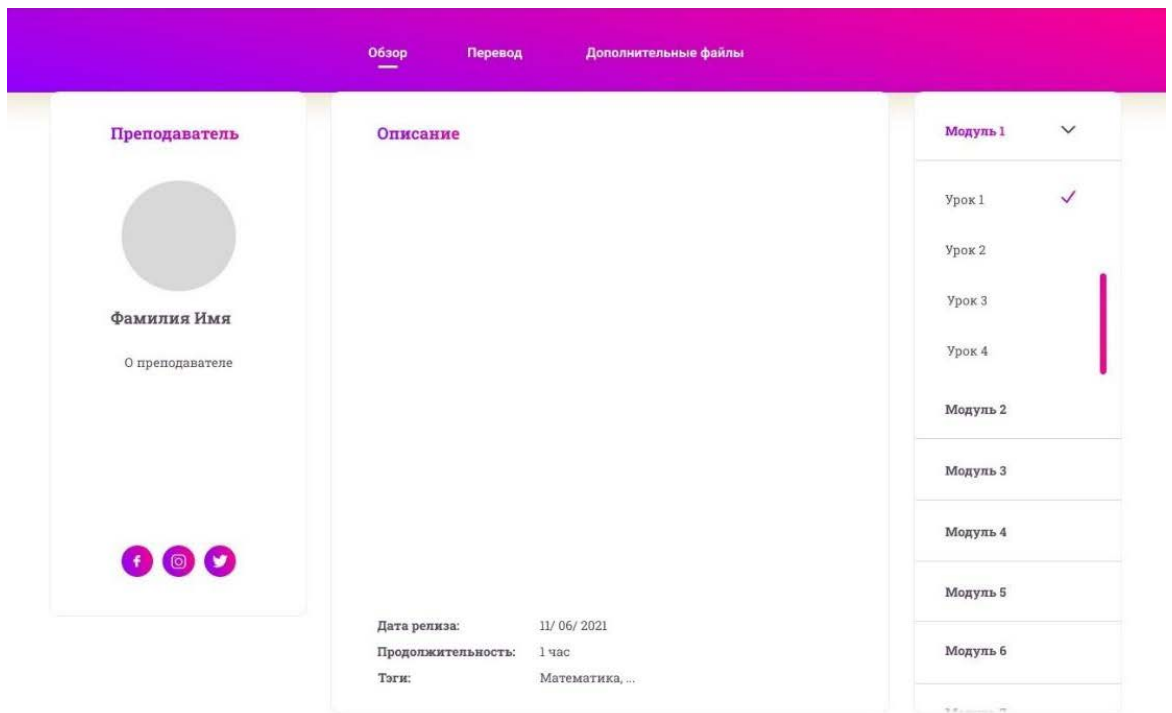 Обзор Перевод Дополнительные файлы
Преподаватель
Фамилия Имя
О преподавателе
Описание
Дата релиза: 11/ 06/ 2021
Продолжительность: 1 час
Тэги: Математика, ...
Модуль 1
Урок 1
Урок 2
Урок 3
Урок 4
Модуль 2
Модуль 3
Модуль 4
Модуль 5
Модуль 6